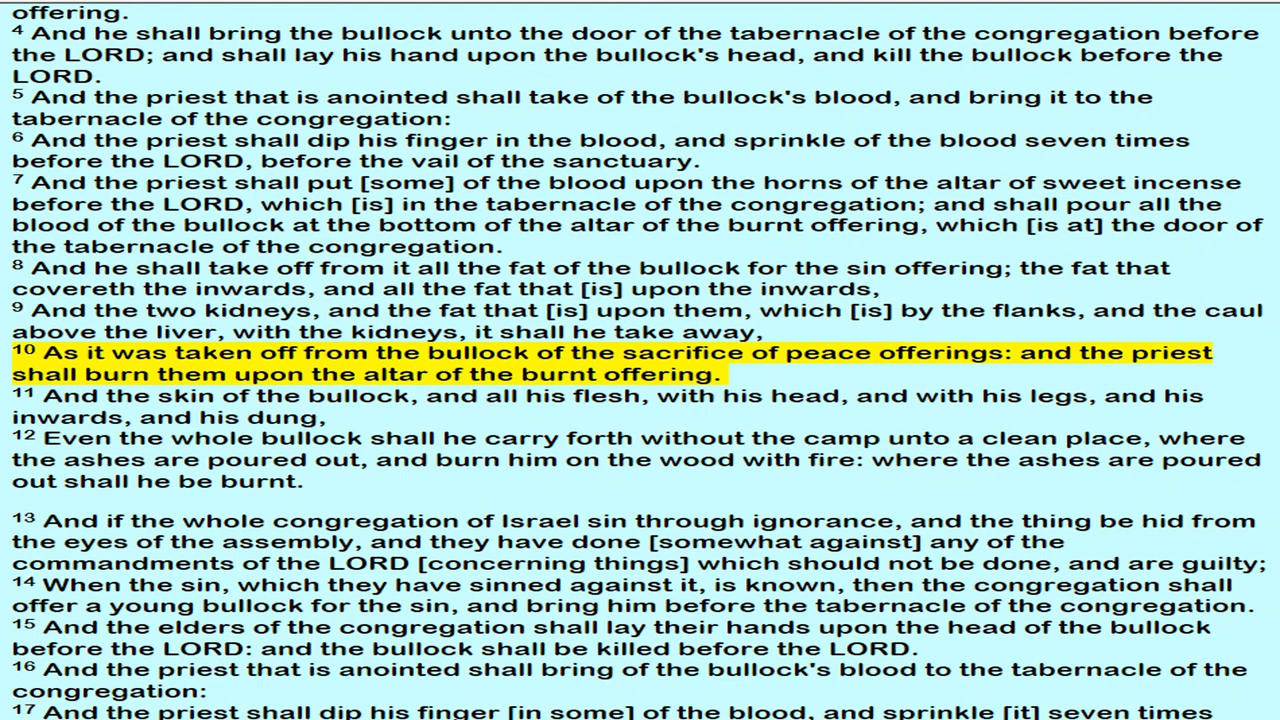 offering.
4 And he shall bring the bullock unto the door of the tabernacle of the congregation before
the LORD; and shall lay his hand upon the bullock's head, and kill the bullock before the
LORD.
5 And the priest that is anointed shall take of the bullock's blood, and bring it to the
tabernacle of the congregation:
6 And the priest shall dip his finger in the blood, and sprinkle of the blood seven times
before the LORD, before the vail of the sanctuary.
7 And the priest shall put [some] of the blood upon the horns of the altar of sweet incense
before the LORD, which [is] in the tabernacle of the congregation; and shall pour all the
blood of the bullock at the bottom of the altar of the burnt offering, which [is at] the door of
the tabernacle of the congregation.
8 And he shall take off from it all the fat of the bullock for the sin offering; the fat that
covereth the inwards, and all the fat that [is] upon the inwards,
9 And the two kidneys, and the fat that [is] upon them, which [is] by the flanks, and the caul
above the liver, with the kidneys, it shall he take away,
10 As it was taken off from the bullock of the sacrifice of peace offerings: and the priest
shall burn them upon the altar of the burnt offering.
11 And the skin of the bullock, and all his flesh, with his head, and with his legs, and his
inwards, and his dung,
12 Even the whole bullock shall he carry forth without the camp unto a clean place, where
the ashes are poured out, and burn him on the wood with fire: where the ashes are poured
out shall he be burnt.
13 And if the whole congregation of Israel sin through ignorance, and the thing be hid from
the eyes of the assembly, and they have done [somewhat against] any of the
commandments of the LORD [concerning things] which should not be done, and are guilty;
14 When the sin, which they have sinned against it, is known, then the congregation shall
offer a young bullock for the sin, and bring him before the tabernacle of the congregation.
15 And the elders of the congregation shall lay their hands upon the head of the bullock
before the LORD: and the bullock shall be killed before the LORD.
16 And the priest that is anointed shall bring of the bullock's blood to the tabernacle of the
congregation:
17 And the priest shall dip his finger [in some] of the blood, and sprinkle [it] seven times